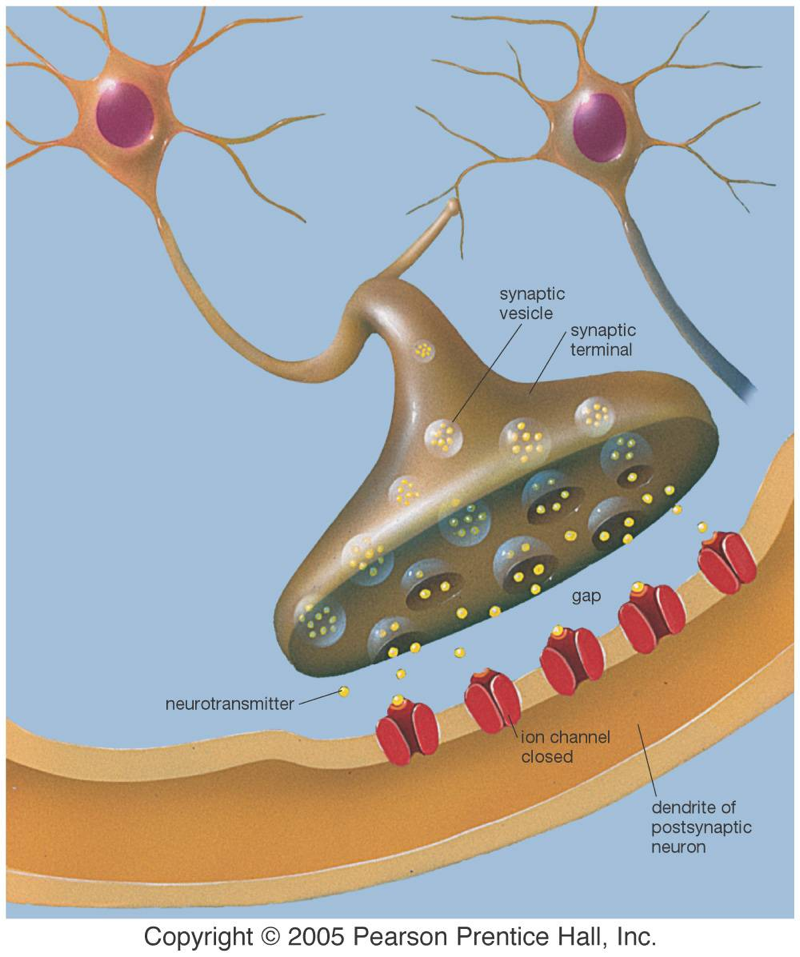 synaptic
vesicle
synaptic
terminal
gap
neurotransmitter
ion channel
closed
dendrite of
postsynaptic
neuron
Copyright © 2005 Pearson Prentice Hall, Inc.